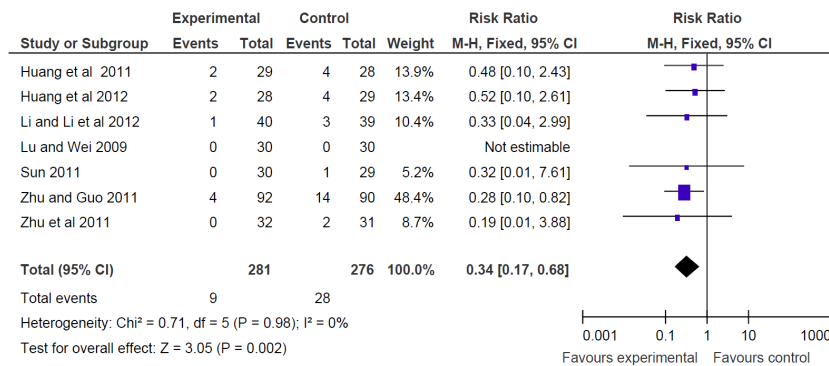 Experimental Control Risk Ratio Risk Ratio
Study or Subgroup Events Total Events Total Weight M-H, Fixed, 95% CI M-H, Fixed, 95% CI
Huang et al 2011 2 29 4 28 13.9% 0.48 [0.10, 2.43]
Huang et al 2012 2 28 4 29 13.4% 0.52 [0.10, 2.61]
Li and Li et al 2012 1 40 3 39 10.4% 0.33 [0.04, 2.99]
Lu and Wei 2009 0 30 0 30 Not estimable
Sun 2011 0 30 1 29 5.2% 0.32 [0.01, 7.61]
Zhu and Guo 2011 4 92 14 90 48.4% 0.28 [0.10, 0.82]
Zhu et al 2011 0 32 2 31 8.7% 0.19 [0.01, 3.88]
Total (95% CI) 281 276 100.0% 0.34 [0.17, 0.68]
Total events 9 28
Heterogeneity: Chi² = 0.71, df = 5 (P = 0.98); I² = 0%
Test for overall effect: Z = 3.05 (P = 0.002)
0.001 0.1 1 10 1000
Favours experimental Favours control